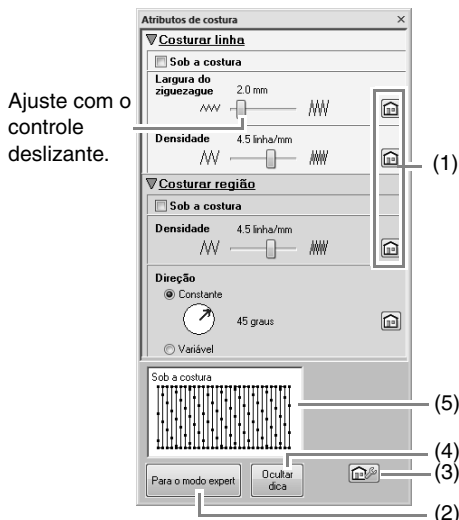 Atributos de costura
Costurar linha
Sob a costura
Largura do
ziguezague
2.0 mm
Ajuste com o
controle
deslizante.
Densidade
4.5 linha/mm
(1)
Costurar região
Sob a costura
Densidade
4.5 linha/mm
Direção
Constante
45 graus
Variável
Sob a costura
(5)
(4)
(3)
Para o modo expert
Ocultar
dica
(2)